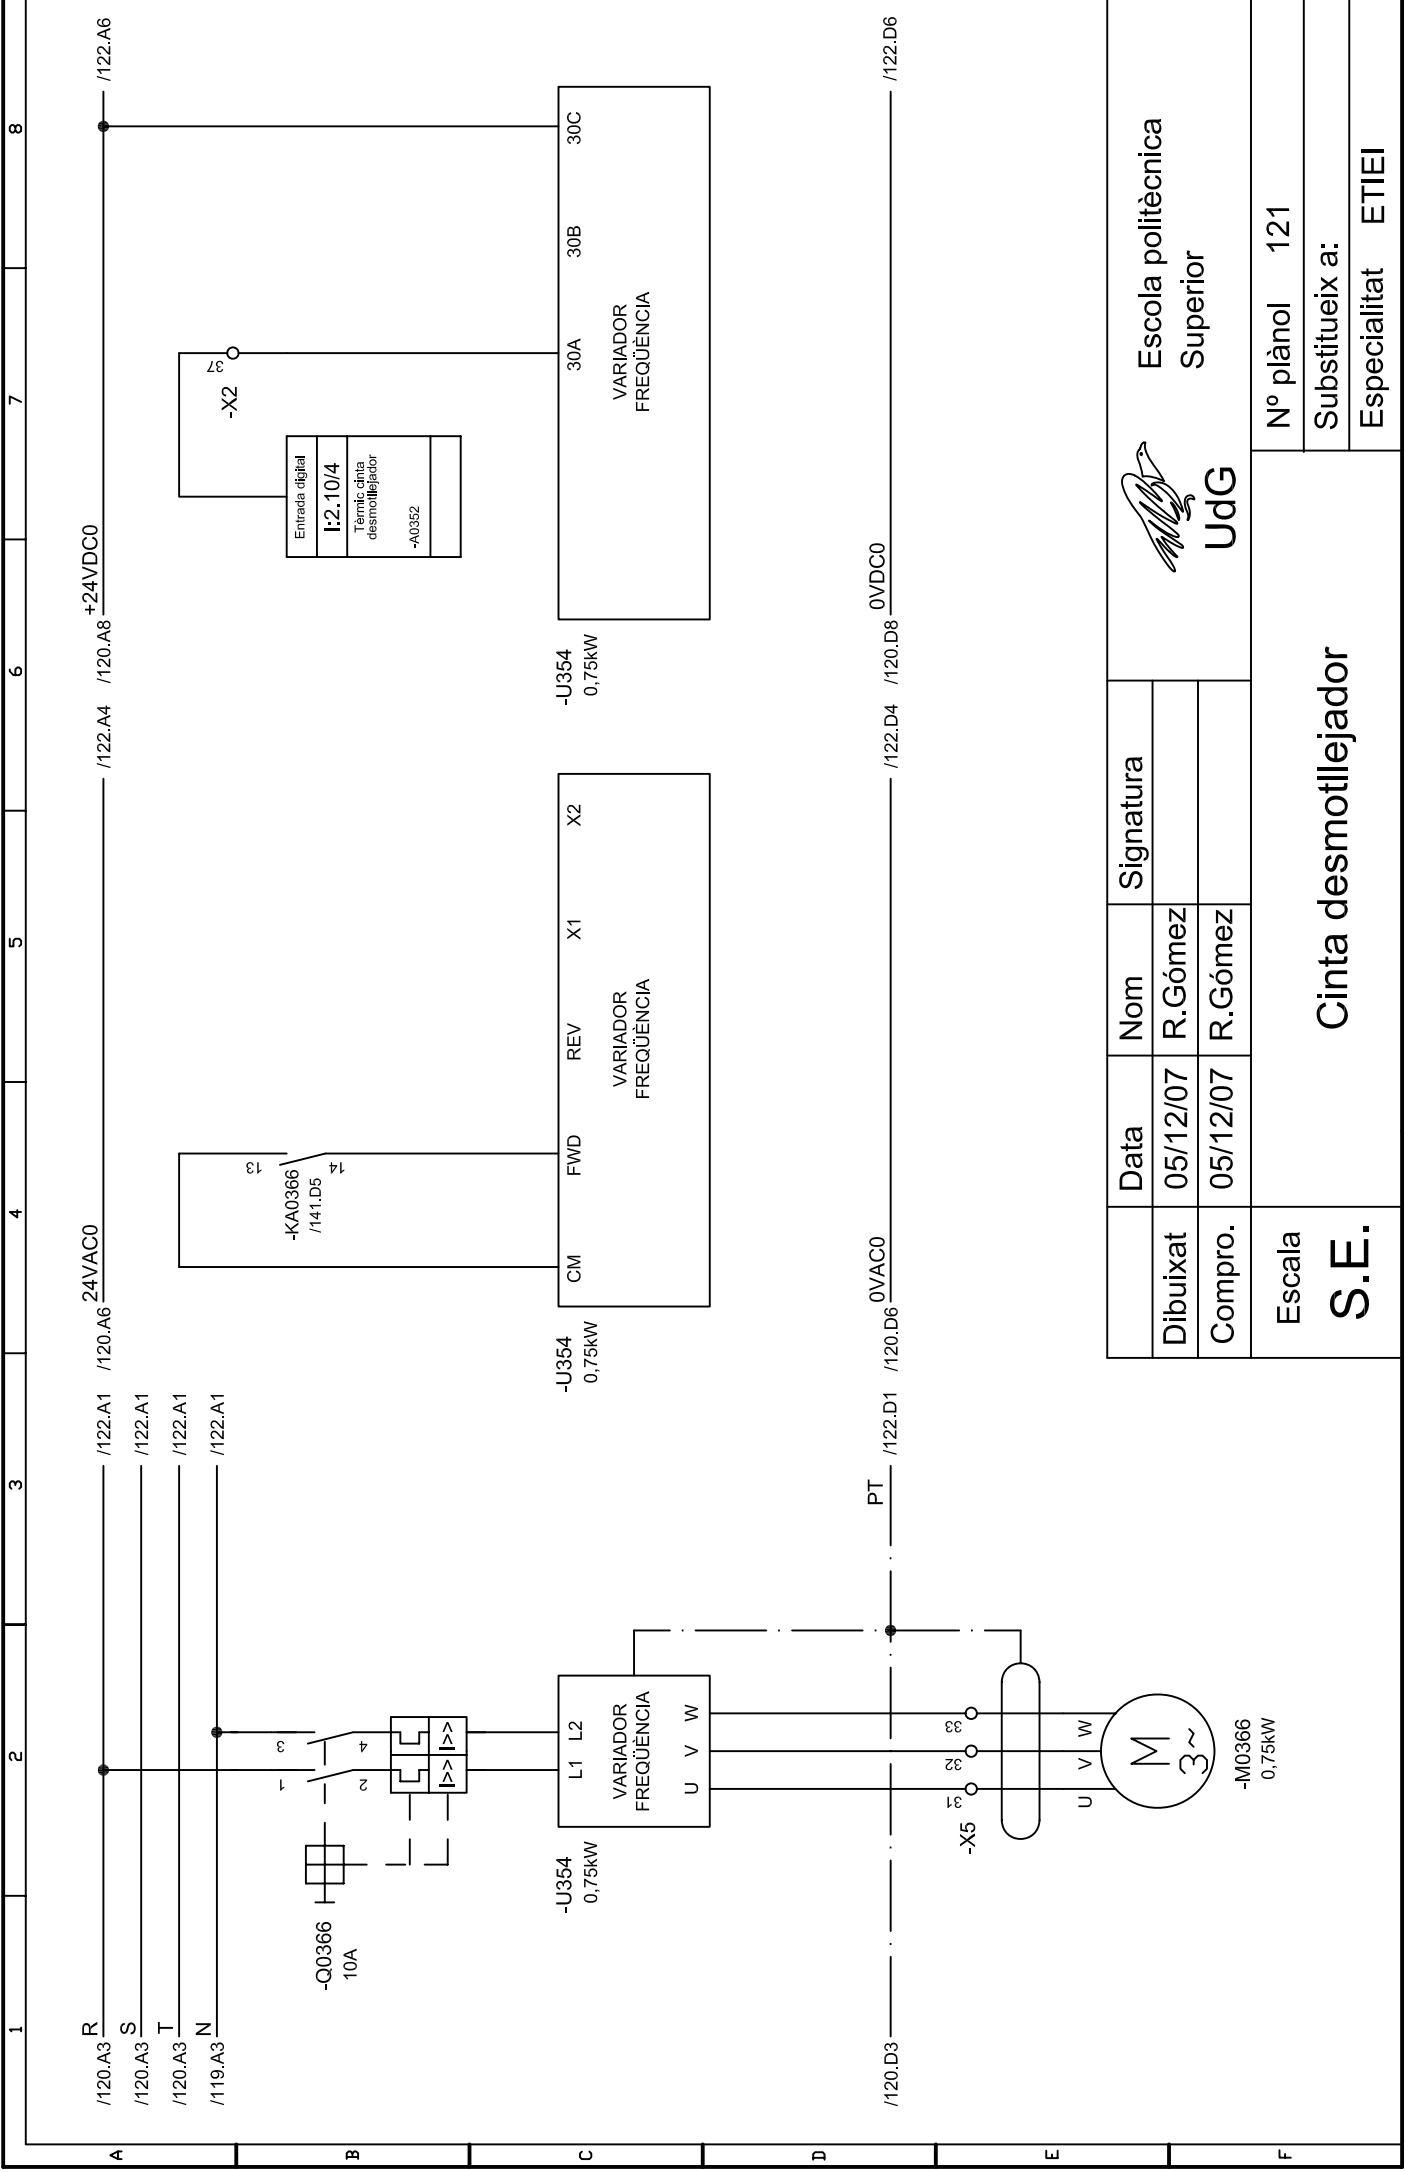 1 2 3 4 5 6 7 8
A
B
C
D
E
F
/120.A3 R /122.A1
/120.A3 S /122.A1
/120.A3 T /122.A1
/119.A3 N /122.A1
/120.A6 24VAC0 /122.A4
/120.A8 +24VDC0 /122.A6
-Q0366
10A
1 3
2 4
I>> I>>
-U354
0,75kW
L1 L2
VARIADOR
FREQÜÈNCIA
U V W
/120.D3 PT /122.D1
-X5
31 32 33
U V W
M
3~
-M0366
0,75kW
13
-KA0366
/141.D5
14
-U354
0,75kW
CM FWD REV X1 X2
VARIADOR
FREQÜÈNCIA
/120.D6 0VAC0 /122.D4
Entrada digital
I:2.10/4
Tèrmic cinta
desmotllejador
-A0352
37
-X2
-U354
0,75kW
30A 30B 30C
VARIADOR
FREQÜÈNCIA
/120.D8 0VDC0 /122.D6
Data Nom Signatura
Dibuixat 05/12/07 R.Gómez
Compro. 05/12/07 R.Gómez
Escala
S.E.
Cinta desmotllejador
UdG
Escola politècnica
Superior
Nº plànol 121
Substitueix a:
Especialitat ETIEI